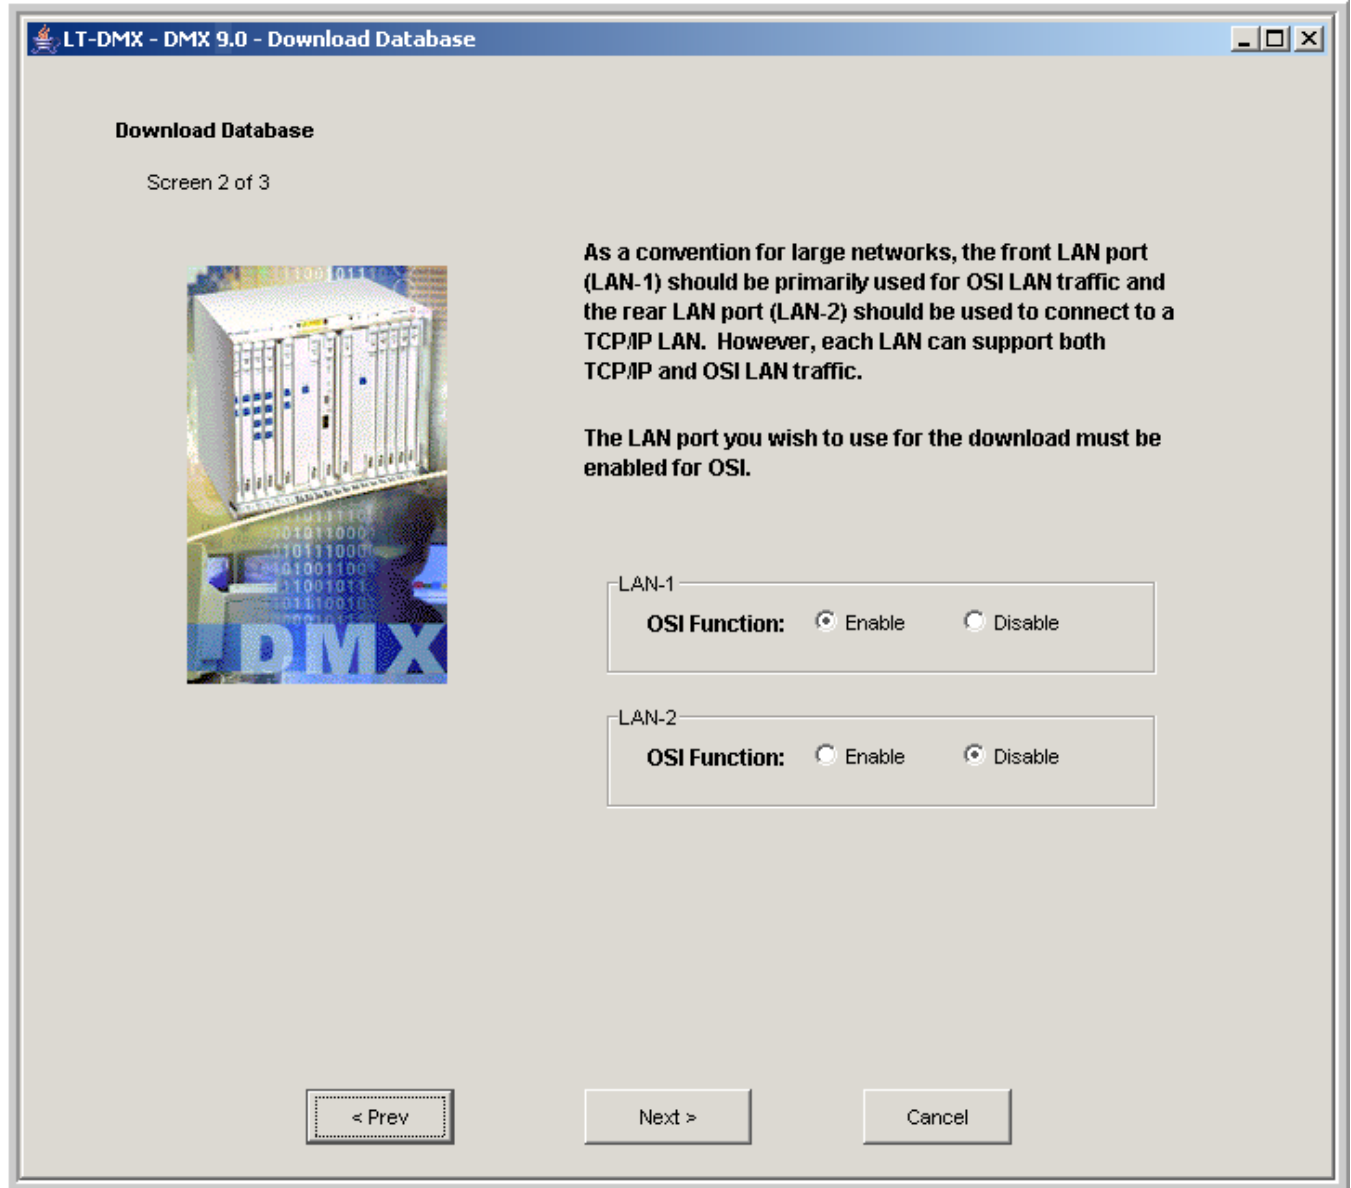 LT-DMX - DMX 9.0 - Download Database
Download Database
Screen 2 of 3
As a convention for large networks, the front LAN port
(LAN-1) should be primarily used for OSI LAN traffic and
the rear LAN port (LAN-2) should be used to connect to a
TCP/IP LAN. However, each LAN can support both
TCP/IP and OSI LAN traffic.
The LAN port you wish to use for the download must be
enabled for OSI.
DMX
LAN-1
OSI Function: Enable Disable
LAN-2
OSI Function: Enable Disable
< Prev Next > Cancel